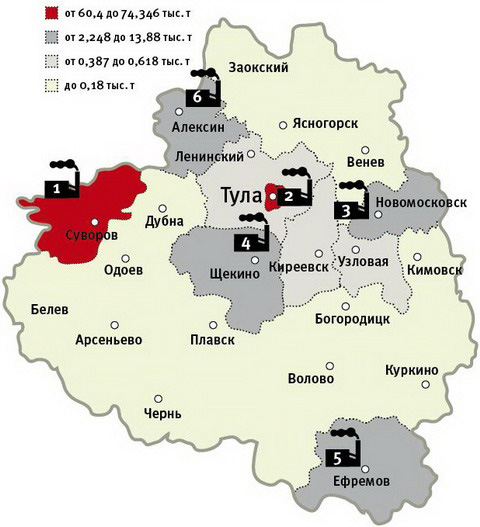 от 60,4 до 74,346 тыс. т
от 2,248 до 13,88 тыс. т
от 0,387 до 0,618 тыс. т
до 0,18 тыс. т
Заокский
6
Алексин
Ясногорск
Ленинский
Венев
1
Тула
2
3
Новомосковск
Дубна
Суворов
4
Одоев
Щекино
Киреевск
Узловая
Кимовск
Белев
Богородицк
Арсеньево
Плавск
Волово
Куркино
Чернь
5
Ефремов